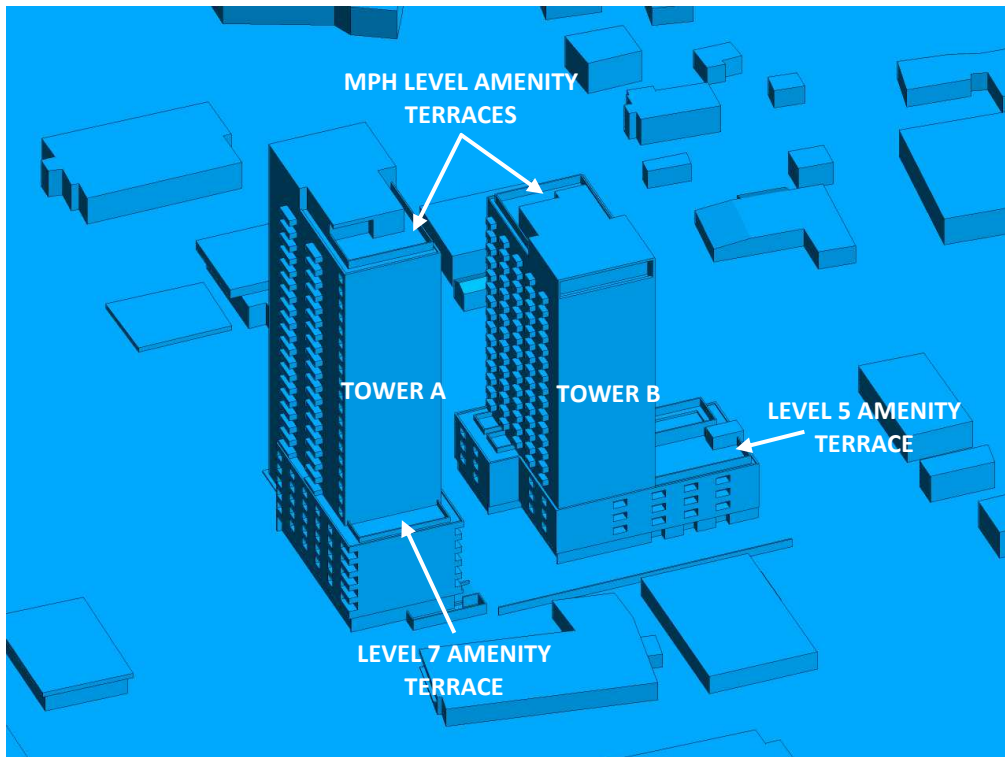 MPH LEVEL AMENITY
TERRACES
TOWER A
TOWER B
LEVEL 5 AMENITY
TERRACE
LEVEL 7 AMENITY
TERRACE